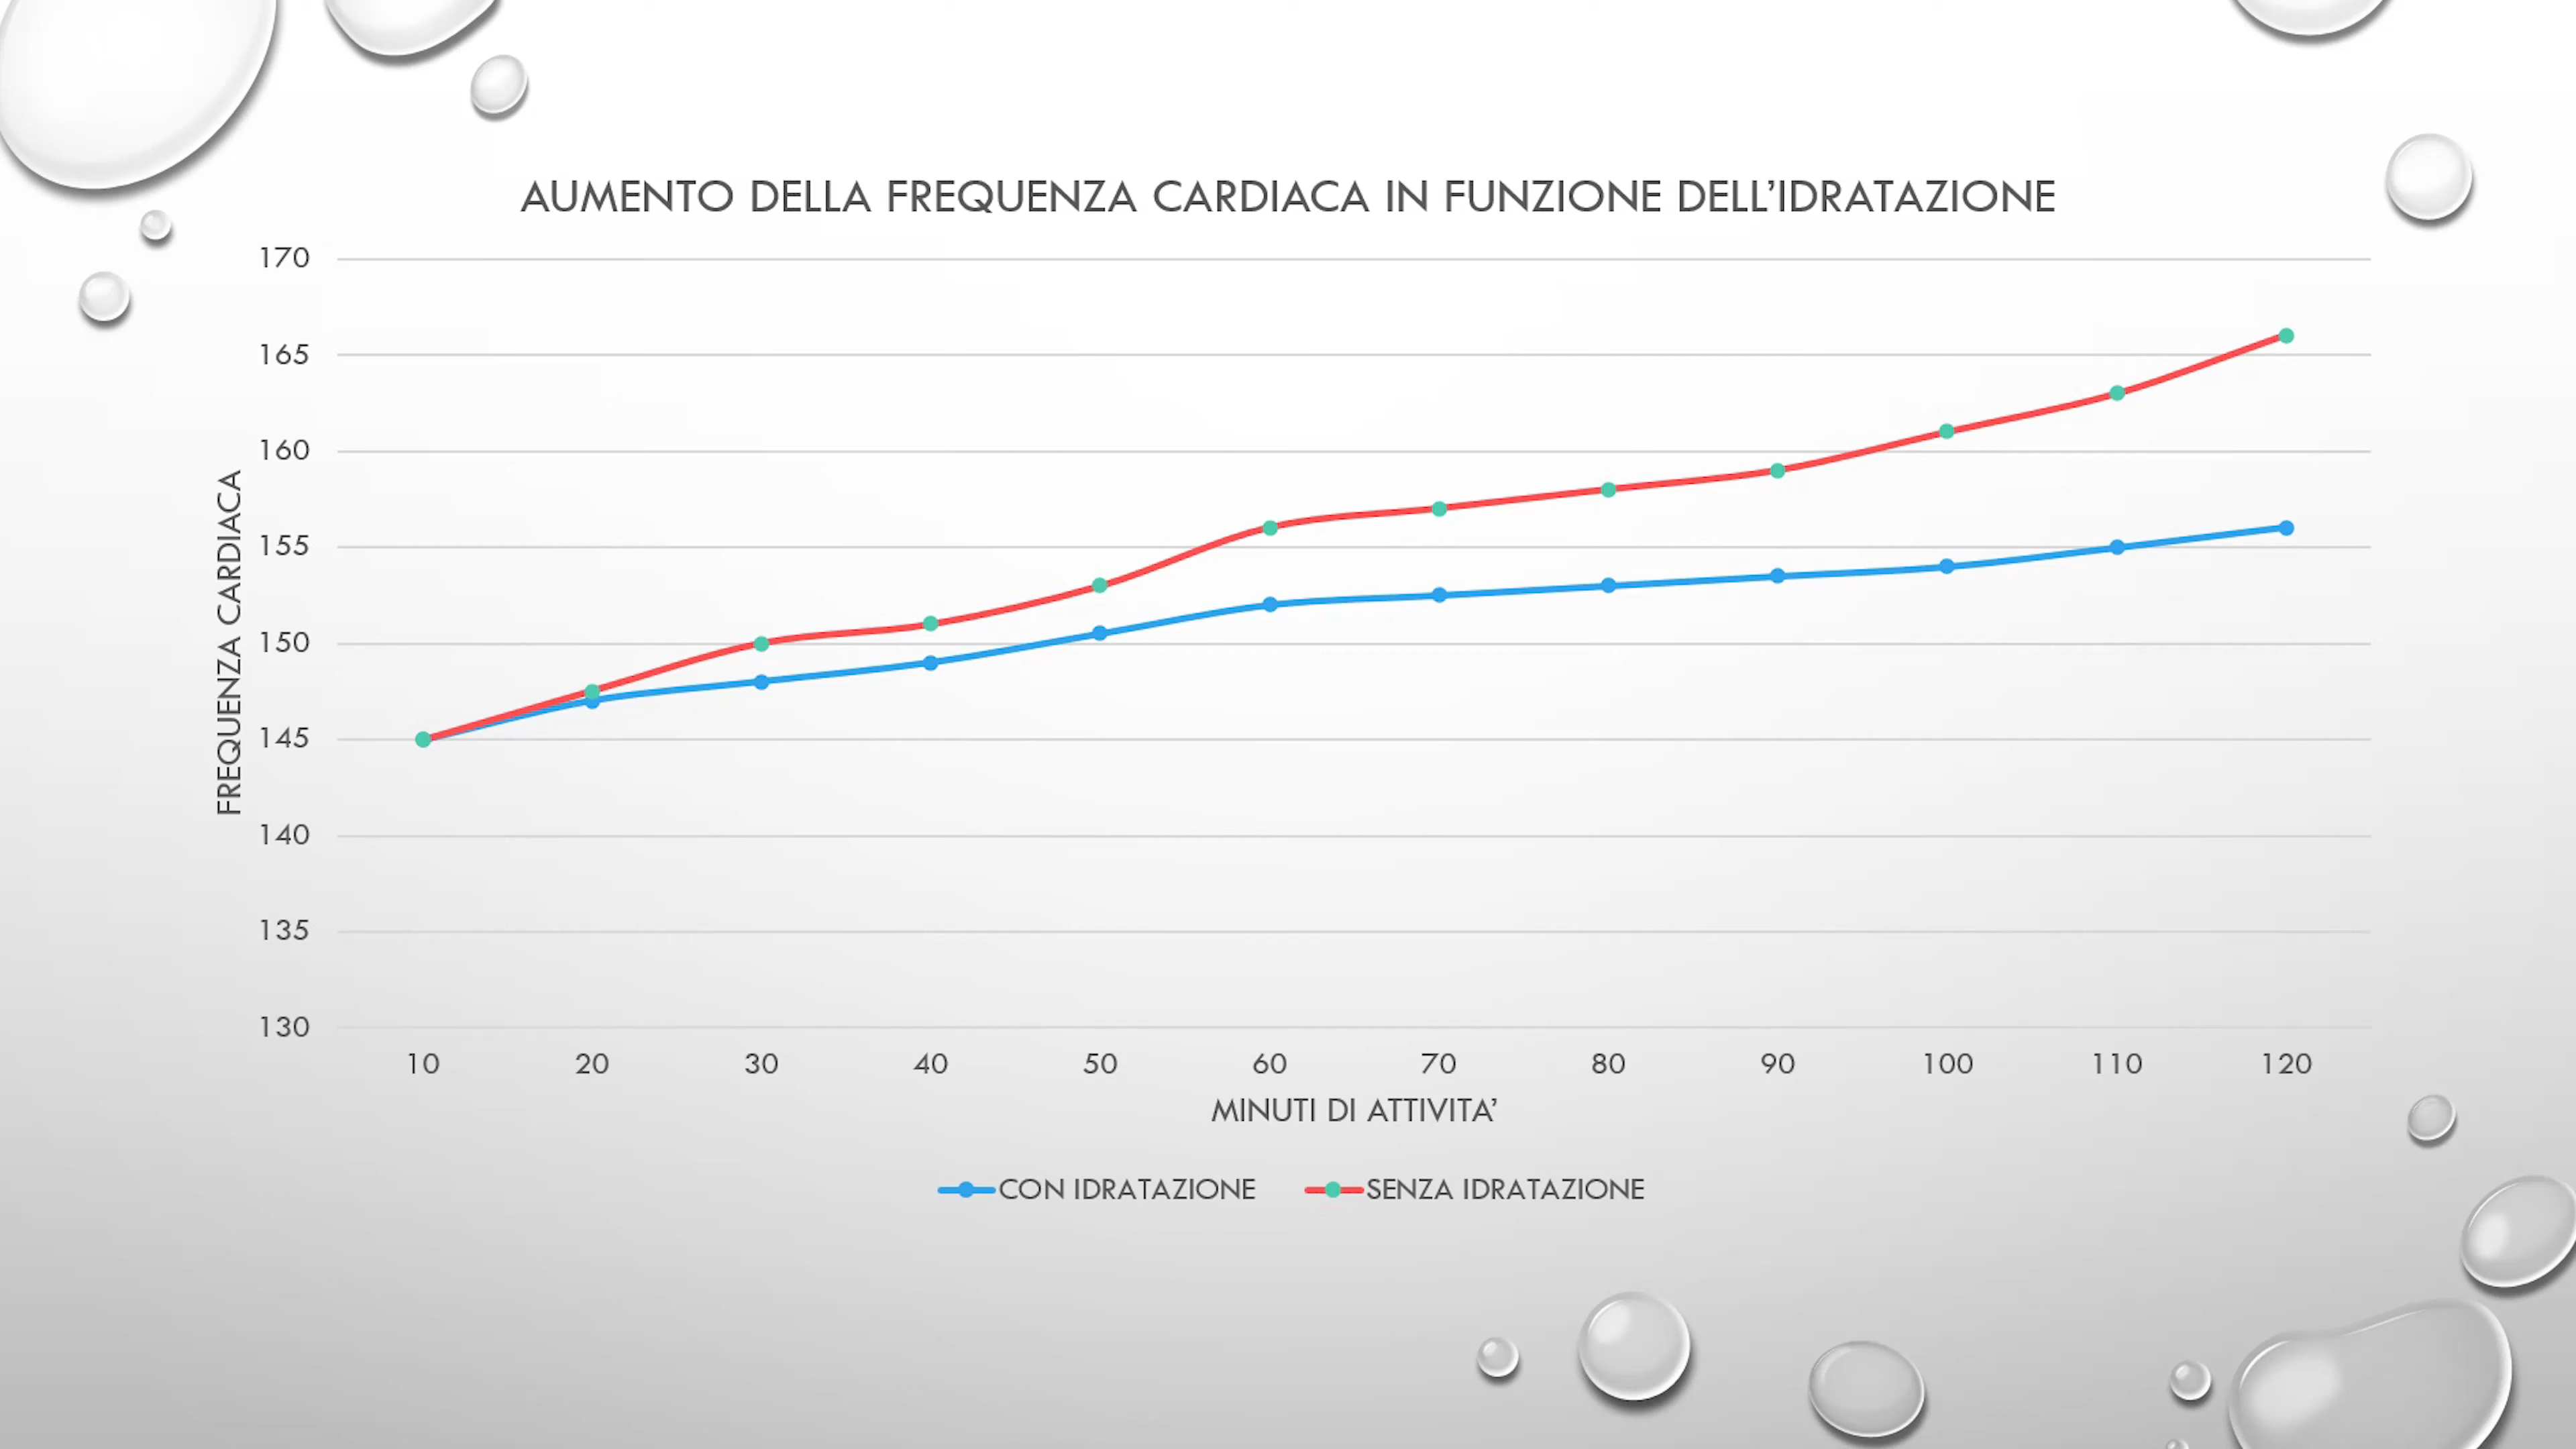 AUMENTO DELLA FREQUENZA CARDIACA IN FUNZIONE DELL’IDRATAZIONE
170
165
160
155
150
145
140
135
130
FREQUENZA CARDIACA
10 20 30 40 50 60 70 80 90 100 110 120
MINUTI DI ATTIVITA’
CON IDRATAZIONE SENZA IDRATAZIONE